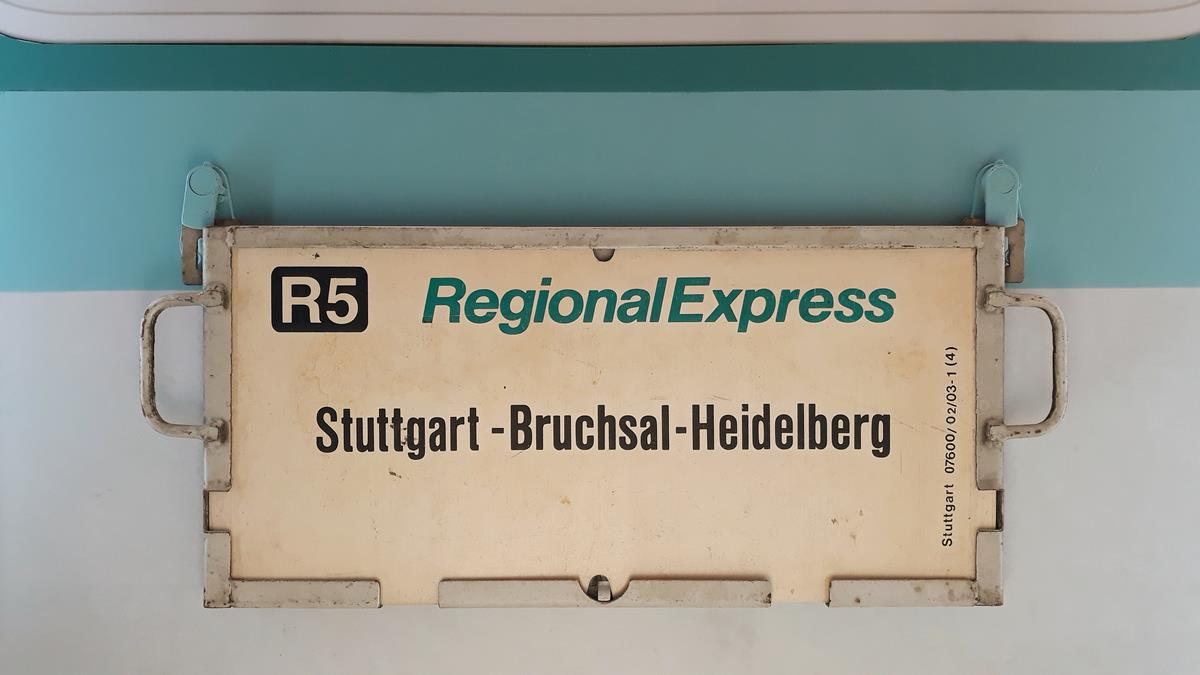 R5 RegionalExpress
Stuttgart - Bruchsal - Heidelberg
Stuttgart 07600/02/03-1 (4)